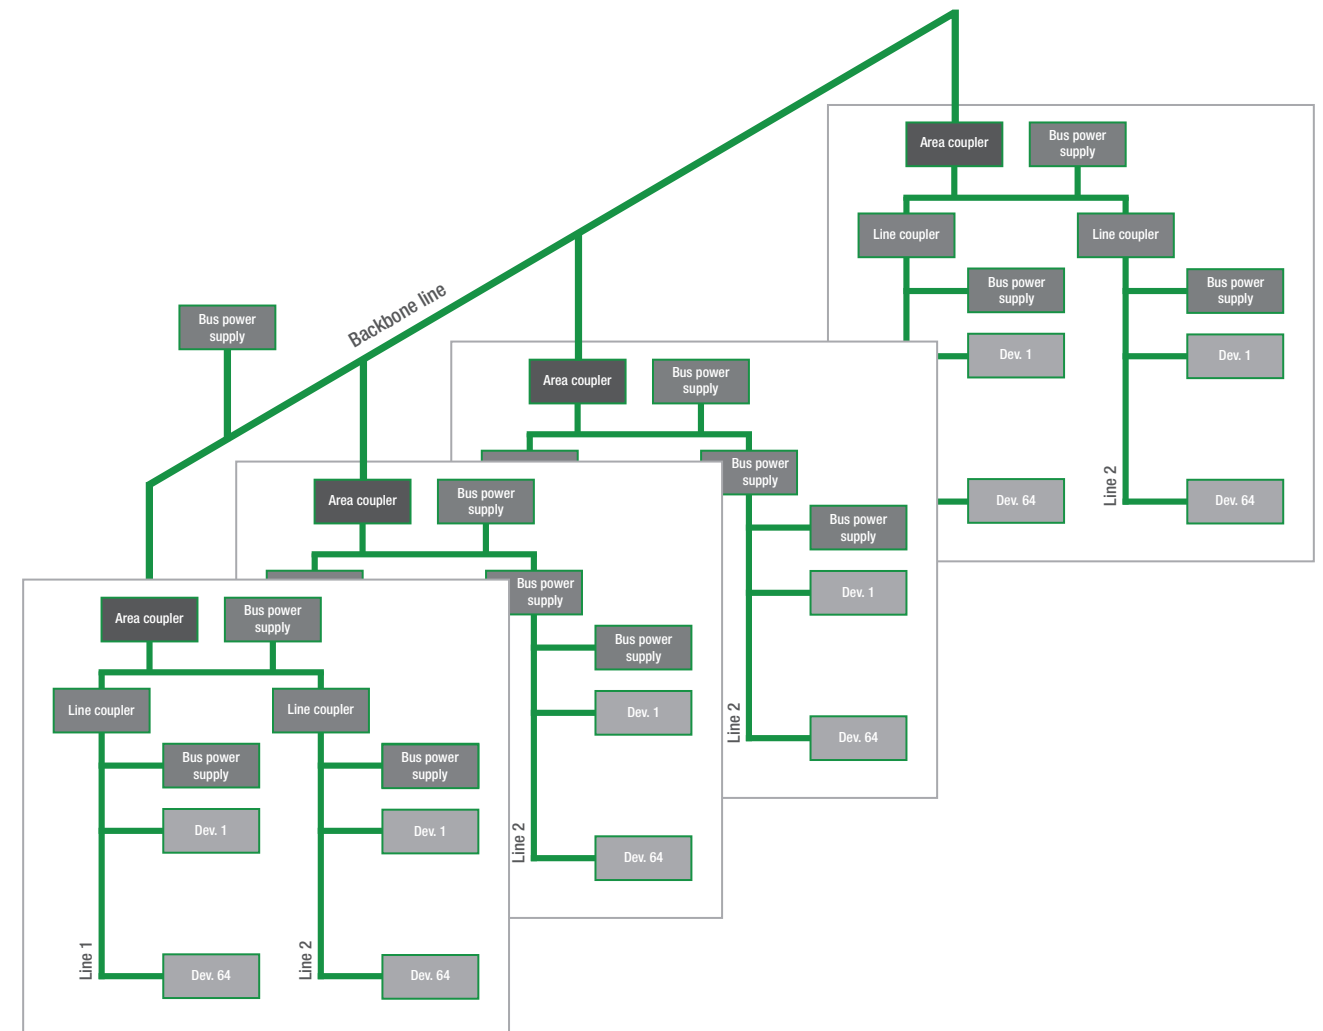 Area coupler
Bus power
supply
Line coupler
Line coupler
Bus power
supply
Bus power
supply
Dev. 1
Dev. 1
Line 2
Dev. 64
Dev. 64
Backbone line
Bus power
supply
Area coupler
Bus power
supply
Bus power
supply
Bus power
supply
Dev. 1
Line 2
Dev. 64
Area coupler
Bus power
supply
Bus power
supply
Bus power
supply
Dev. 1
Line 2
Dev. 64
Area coupler
Bus power
supply
Line coupler
Line coupler
Bus power
supply
Bus power
supply
Dev. 1
Dev. 1
Line 1
Dev. 64
Line 2
Dev. 64